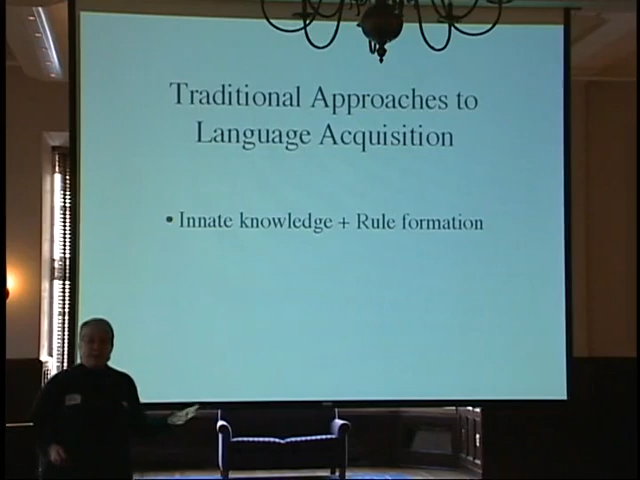 Traditional Approaches to
Language Acquisition
• Innate knowledge + Rule formation